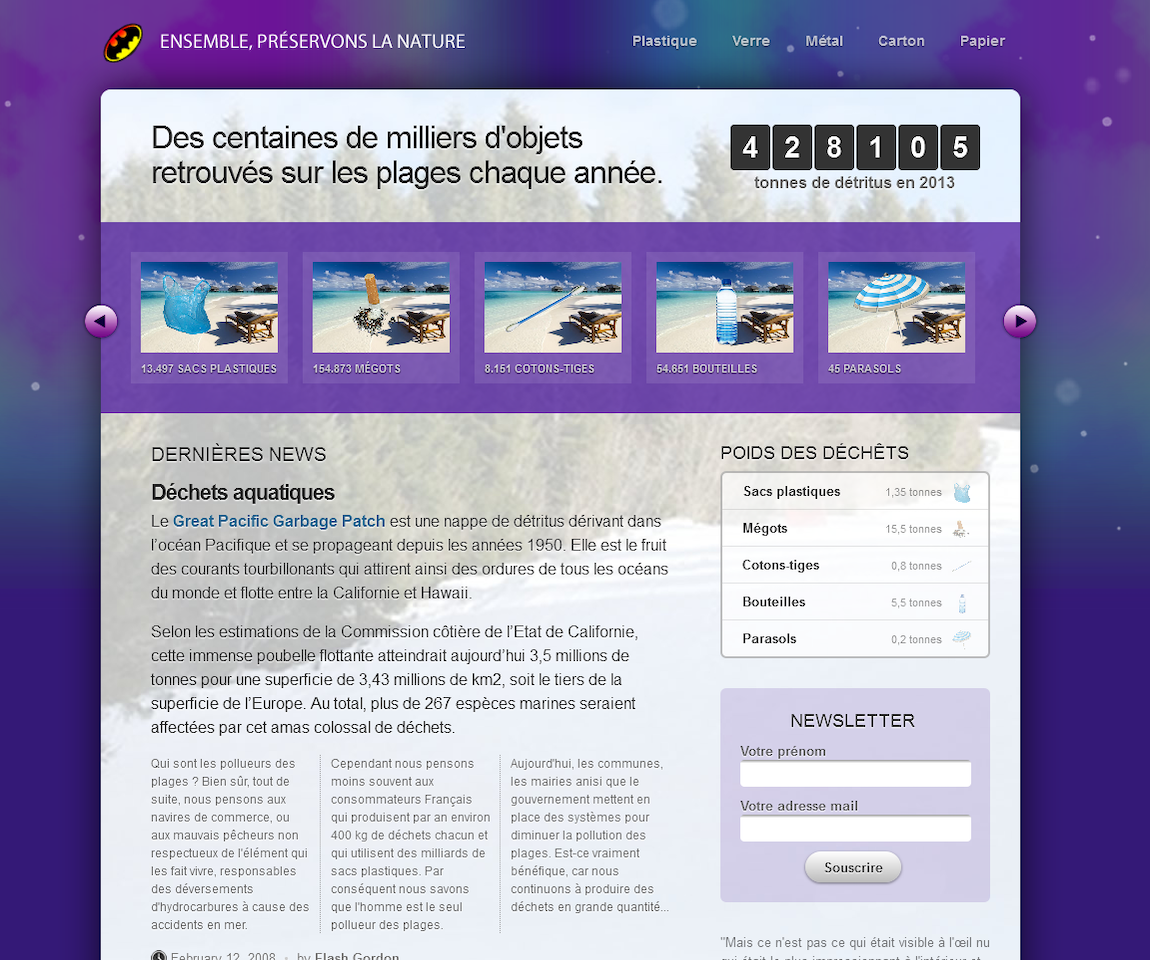 ENSEMBLE, PRÉSERVONS LA NATURE
Plastique Verre Métal Carton Papier
Des centaines de milliers d'objets
retrouvés sur les plages chaque année.
4 2 8 1 0 5
tonnes de détritus en 2013
13.497 SACS PLASTIQUES
154.873 MÉGOTS
8.151 COTONS-TIGES
54.651 BOUTEILLES
45 PARASOLS
DERNIÈRES NEWS
Déchets aquatiques
Le Great Pacific Garbage Patch est une nappe de détritus dérivant dans
l'océan Pacifique et se propageant depuis les années 1950. Elle est le fruit
des courants tourbillonants qui attirent ainsi des ordures de tous les océans
du monde et flotte entre la Californie et Hawaii.
Selon les estimations de la Commission côtière de l'Etat de Californie,
cette immense poubelle flottante atteindrait aujourd'hui 3,5 millions de
tonnes pour une superficie de 3,43 millions de km2, soit le tiers de la
superficie de l'Europe. Au total, plus de 267 espèces marines seraient
affectées par cet amas colossal de déchets.
Qui sont les pollueurs des
plages ? Bien sûr, tout de
suite, nous pensons aux
navires de commerce, ou
aux mauvais pêcheurs non
respectueux de l'élément qui
les fait vivre, responsables
des déversements
d'hydrocarbures à cause des
accidents en mer.
Cependant nous pensons
moins souvent aux
consommateurs Français
qui produisent par an environ
400 kg de déchets chacun et
qui utilisent des milliards de
sacs plastiques. Par
conséquent nous savons
que l'homme est le seul
pollueur des plages.
Aujourd'hui, les communes,
les mairies anisi que le
gouvernement mettent en
place des systèmes pour
diminuer la pollution des
plages. Est-ce vraiment
bénéfique, car nous
continuons à produire des
déchets en grande quantité...
February 12, 2008 • by Flash Gordon
POIDS DES DÉCHÊTS
Sacs plastiques 1,35 tonnes
Mégots 15,5 tonnes
Cotons-tiges 0,8 tonnes
Bouteilles 5,5 tonnes
Parasols 0,2 tonnes
NEWSLETTER
Votre prénom
Votre adresse mail
Souscrire
"Mais ce n'est pas ce qui était visible à l'œil nu
qui était le plus impressionnant à l'intérieur et